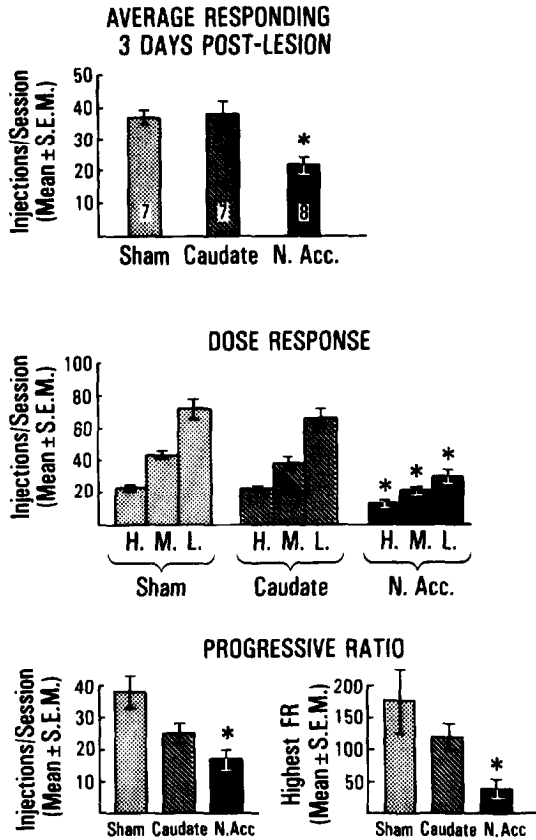 AVERAGE RESPONDING
3 DAYS POST-LESION
Injections/Session
(Mean ± S.E.M.)
50
40
30
20
10
*
7
7
8
Sham Caudate N. Acc.
DOSE RESPONSE
Injections/Session
(Mean ± S.E.M.)
100
80
60
40
20
* * *
H. M. L. H. M. L. H. M. L.
Sham Caudate N. Acc.
PROGRESSIVE RATIO
Injections/Session
(Mean ± S.E.M.)
40
30
20
10
*
Sham Caudate N.Acc
Highest FR
(Mean ± S.E.M.)
200
150
100
50
*
Sham Caudate N.Acc